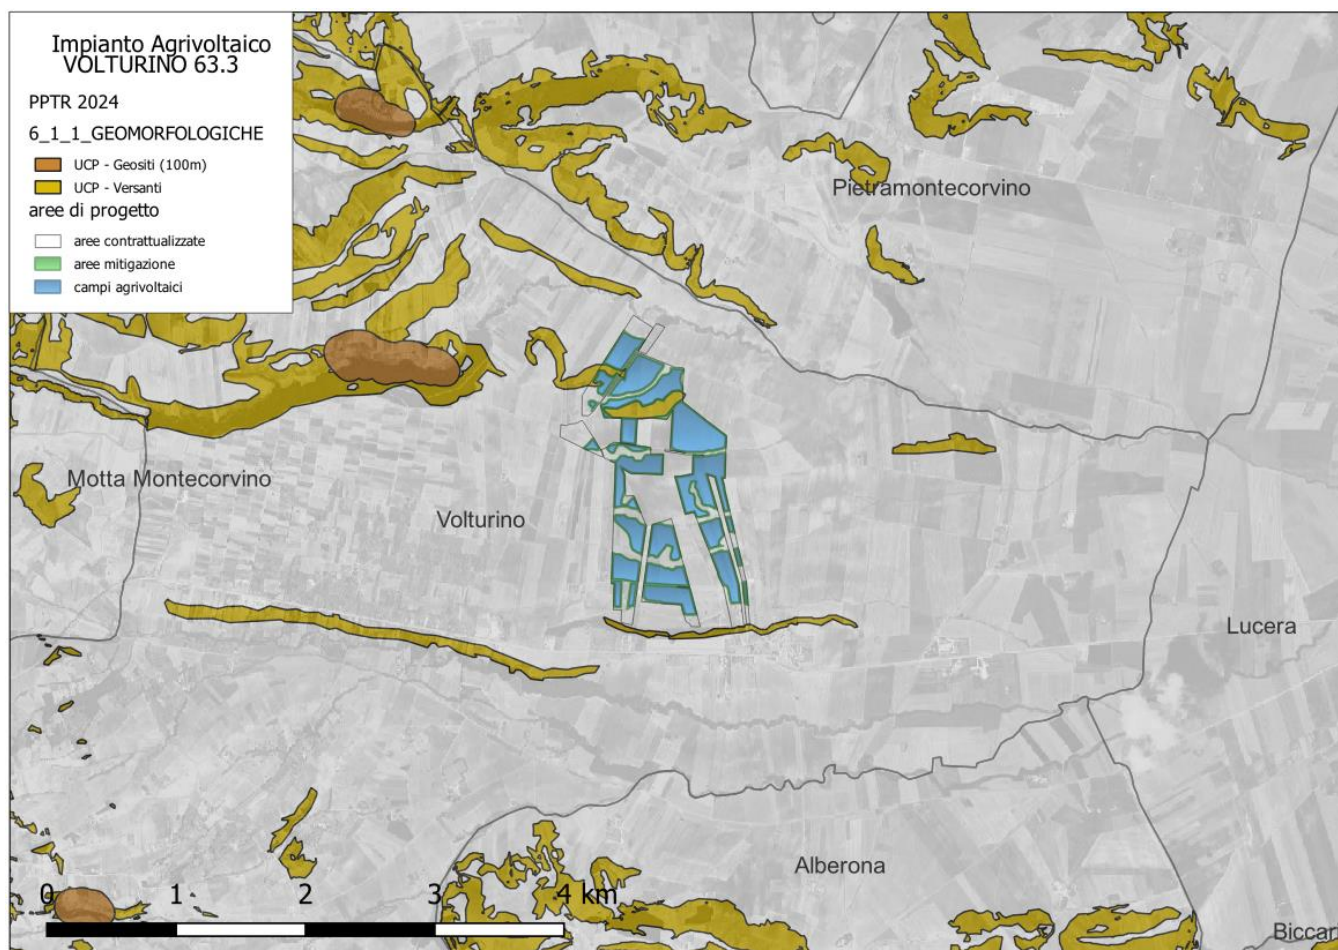 Impianto Agrivoltaico
VOLTURINO 63.3
PPTR 2024
6_1_1_GEOMORFOLOGICHE
UCP - Geositi (100m)
UCP - Versanti
aree di progetto
aree contrattualizzate
aree mitigazione
campi agrivoltaici
Pietramontecorvino
Motta Montecorvino
Volturino
Lucera
Alberona
0 1 2 3 4 km
Biccar